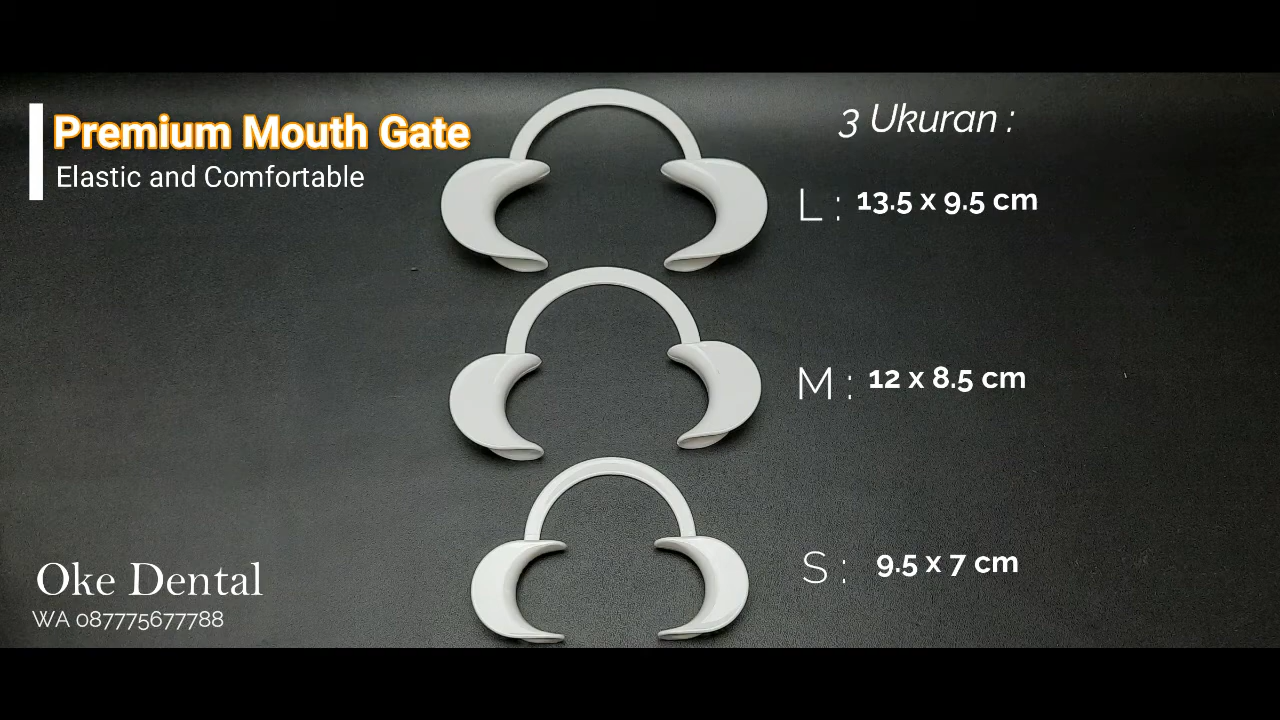 Premium Mouth Gate
Elastic and Comfortable
3 Ukuran :
L : 13.5 x 9.5 cm
M : 12 x 8.5 cm
S : 9.5 x 7 cm
Oke Dental
WA 087775677788